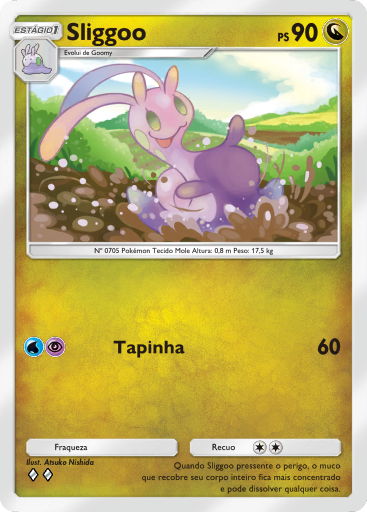 ESTÁGIO 1
Sliggoo
PS 90
Evolui de Goomy
Nº 0705 Pokémon Tecido Mole Altura: 0,8 m Peso: 17,5 kg
Tapinha 60
Fraqueza
Recuo
Ilust. Atsuko Nishida
Quando Sliggoo pressente o perigo, o muco
que recobre seu corpo inteiro fica mais concentrado
e pode dissolver qualquer coisa.